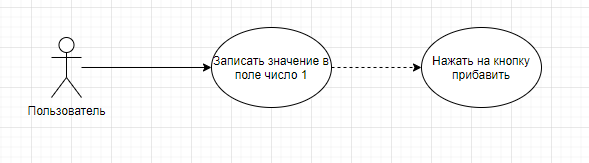 Записать значение в
поле число 1
Нажать на кнопку
прибавить
Пользователь